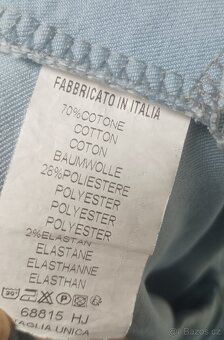 FABBRICATO IN ITALIA
70%COTONE
COTTON
COTON
BAUMWOLLE
28%POLIESTERE
POLYESTER
POLYESTER
POLYESTER
2%ELASTAN
ELASTANE
ELASTHANNE
ELASTHAN
68815 HJ
TAGLIA UNICA